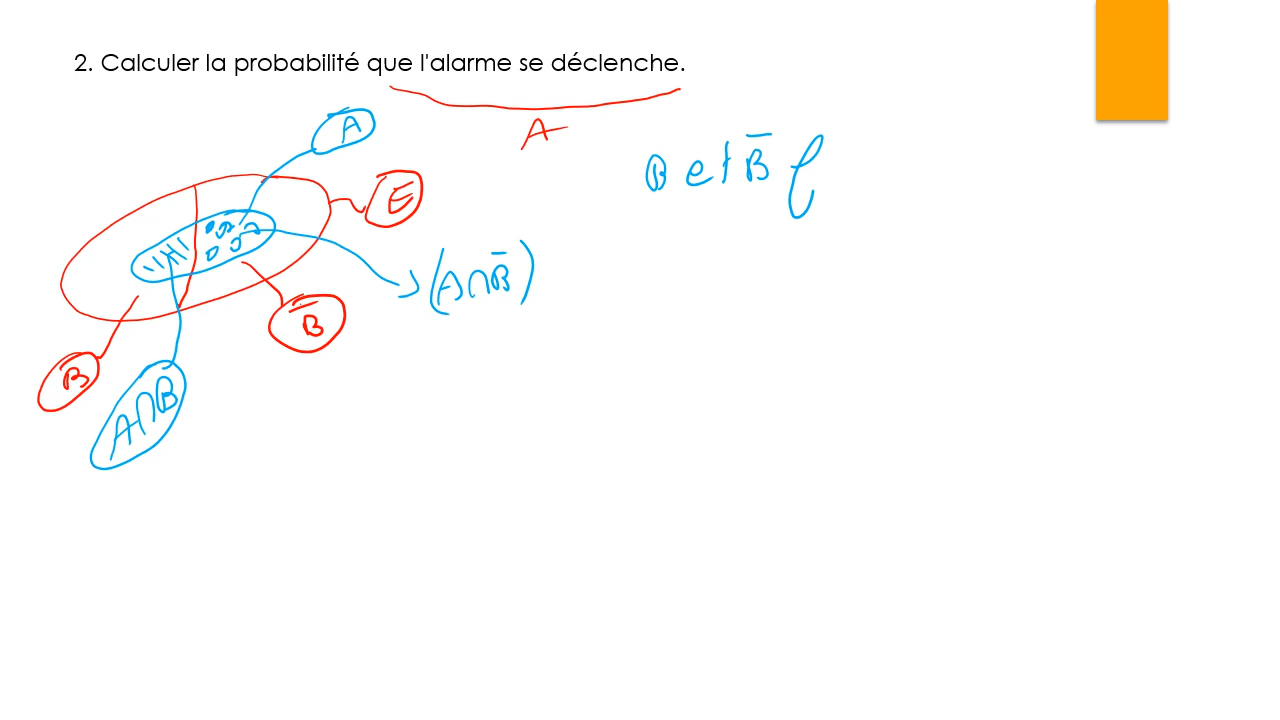 2. Calculer la probabilité que l'alarme se déclenche.
A
A
B et B̅
E
(A∩B̅)
B̅
B
A∩B